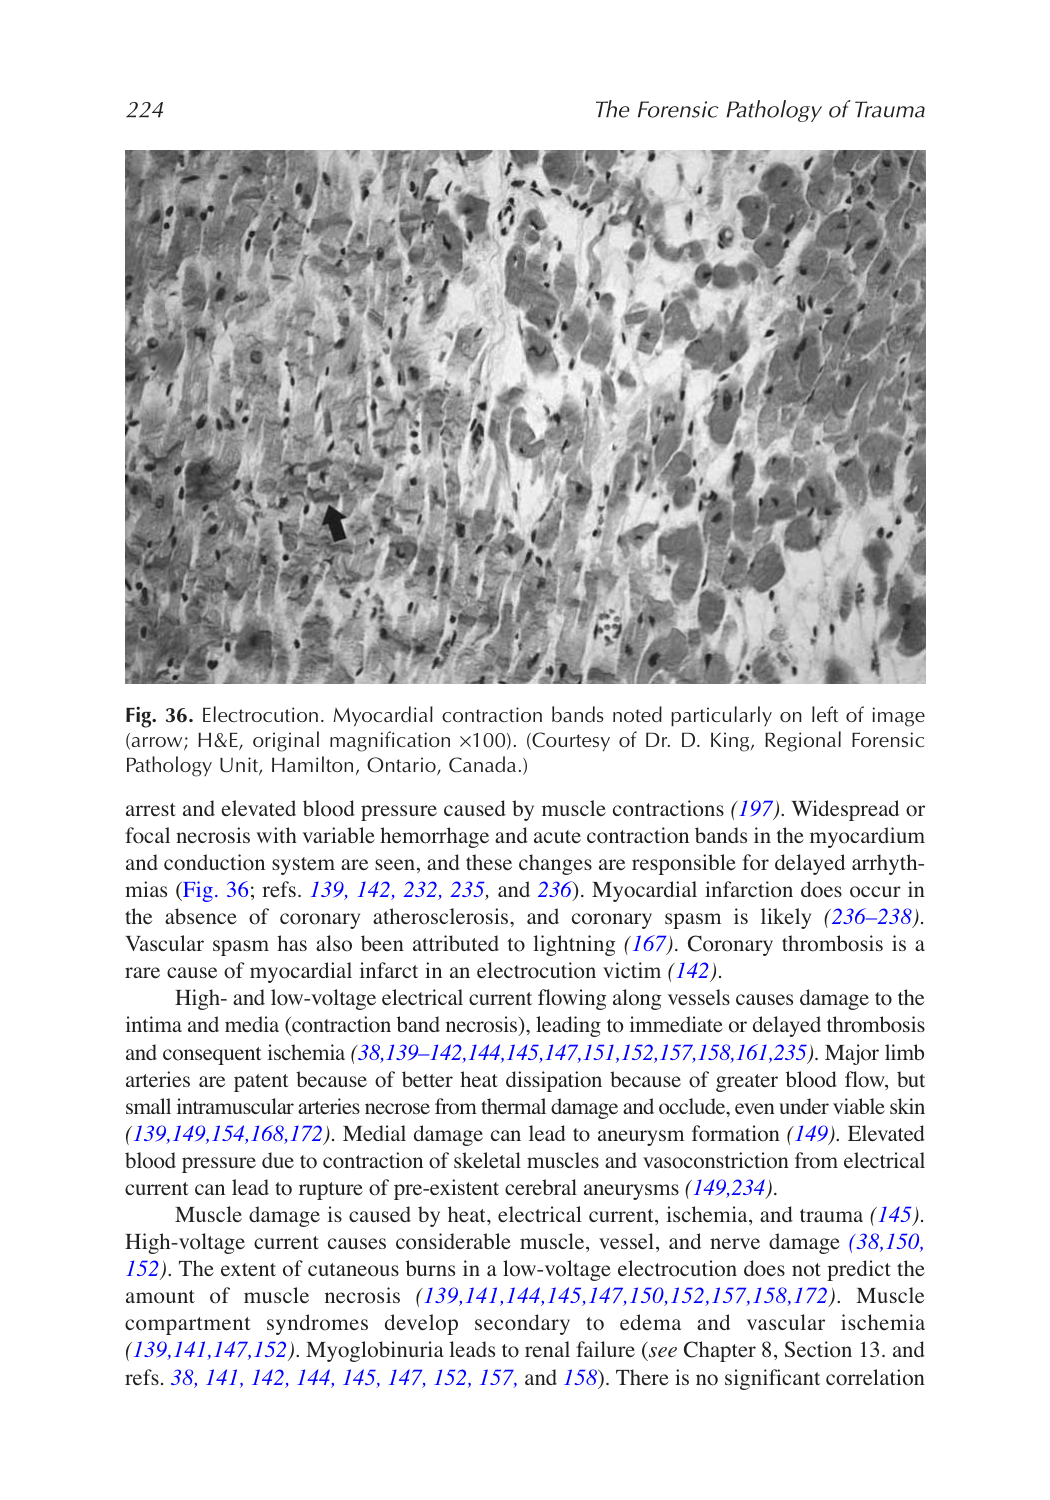 224
The Forensic Pathology of Trauma
Fig. 36. Electrocution. Myocardial contraction bands noted particularly on left of image
(arrow; H&E, original magnification ×100). (Courtesy of Dr. D. King, Regional Forensic
Pathology Unit, Hamilton, Ontario, Canada.)
arrest and elevated blood pressure caused by muscle contractions (197). Widespread or
focal necrosis with variable hemorrhage and acute contraction bands in the myocardium
and conduction system are seen, and these changes are responsible for delayed arrhyth-
mias (Fig. 36; refs. 139, 142, 232, 235, and 236). Myocardial infarction does occur in
the absence of coronary atherosclerosis, and coronary spasm is likely (236–238).
Vascular spasm has also been attributed to lightning (167). Coronary thrombosis is a
rare cause of myocardial infarct in an electrocution victim (142).
High- and low-voltage electrical current flowing along vessels causes damage to the
intima and media (contraction band necrosis), leading to immediate or delayed thrombosis
and consequent ischemia (38,139–142,144,145,147,151,152,157,158,161,235). Major limb
arteries are patent because of better heat dissipation because of greater blood flow, but
small intramuscular arteries necrose from thermal damage and occlude, even under viable skin
(139,149,154,168,172). Medial damage can lead to aneurysm formation (149). Elevated
blood pressure due to contraction of skeletal muscles and vasoconstriction from electrical
current can lead to rupture of pre-existent cerebral aneurysms (149,234).
Muscle damage is caused by heat, electrical current, ischemia, and trauma (145).
High-voltage current causes considerable muscle, vessel, and nerve damage (38,150,
152). The extent of cutaneous burns in a low-voltage electrocution does not predict the
amount of muscle necrosis (139,141,144,145,147,150,152,157,158,172). Muscle
compartment syndromes develop secondary to edema and vascular ischemia
(139,141,147,152). Myoglobinuria leads to renal failure (see Chapter 8, Section 13. and
refs. 38, 141, 142, 144, 145, 147, 152, 157, and 158). There is no significant correlation